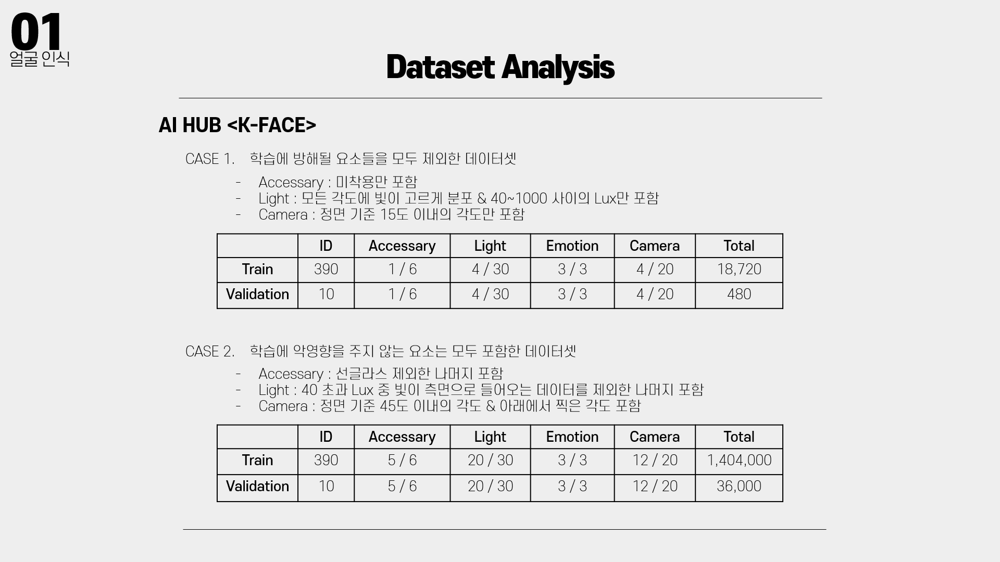 01
얼굴 인식
Dataset Analysis
AI HUB <K-FACE>
CASE 1. 학습에 방해될 요소들을 모두 제외한 데이터셋
- Accessary : 미착용만 포함
- Light : 모든 각도에 빛이 고르게 분포 & 40~1000 사이의 Lux만 포함
- Camera : 정면 기준 15도 이내의 각도만 포함
ID Accessary Light Emotion Camera Total
Train 390 1 / 6 4 / 30 3 / 3 4 / 20 18,720
Validation 10 1 / 6 4 / 30 3 / 3 4 / 20 480
CASE 2. 학습에 악영향을 주지 않는 요소는 모두 포함한 데이터셋
- Accessary : 선글라스 제외한 나머지 포함
- Light : 40 초과 Lux 중 빛이 측면으로 들어오는 데이터를 제외한 나머지 포함
- Camera : 정면 기준 45도 이내의 각도 & 아래에서 찍은 각도 포함
ID Accessary Light Emotion Camera Total
Train 390 5 / 6 20 / 30 3 / 3 12 / 20 1,404,000
Validation 10 5 / 6 20 / 30 3 / 3 12 / 20 36,000